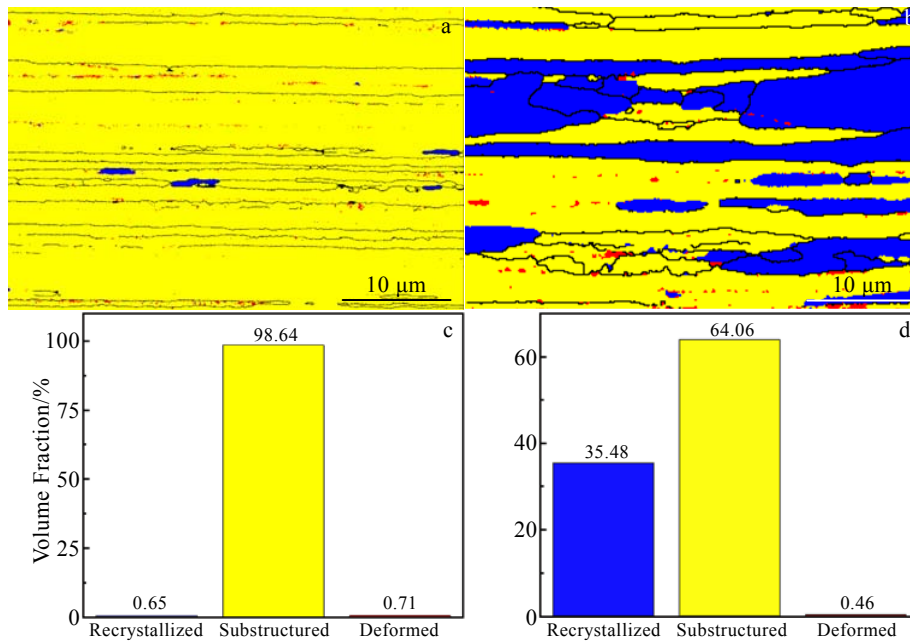 a
10 μm
10 μm
c
98.64
100
75
50
25
0
Volume Fraction/%
0.65
0.71
Recrystallized Substructured Deformed
d
64.06
60
40
20
0
35.48
0.46
Recrystallized Substructured Deformed